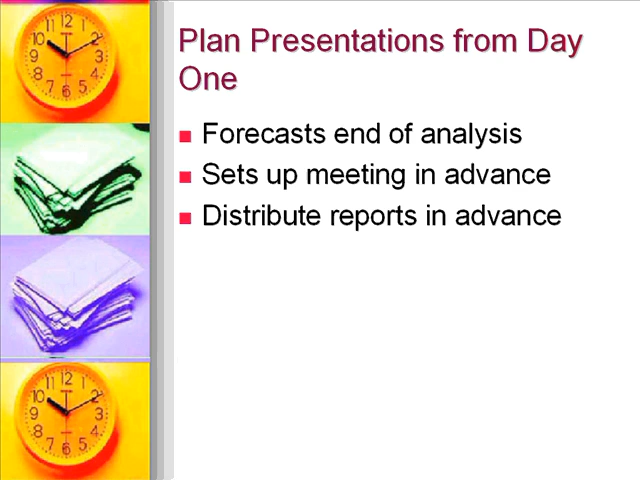 Plan Presentations from Day
One
Forecasts end of analysis
Sets up meeting in advance
Distribute reports in advance